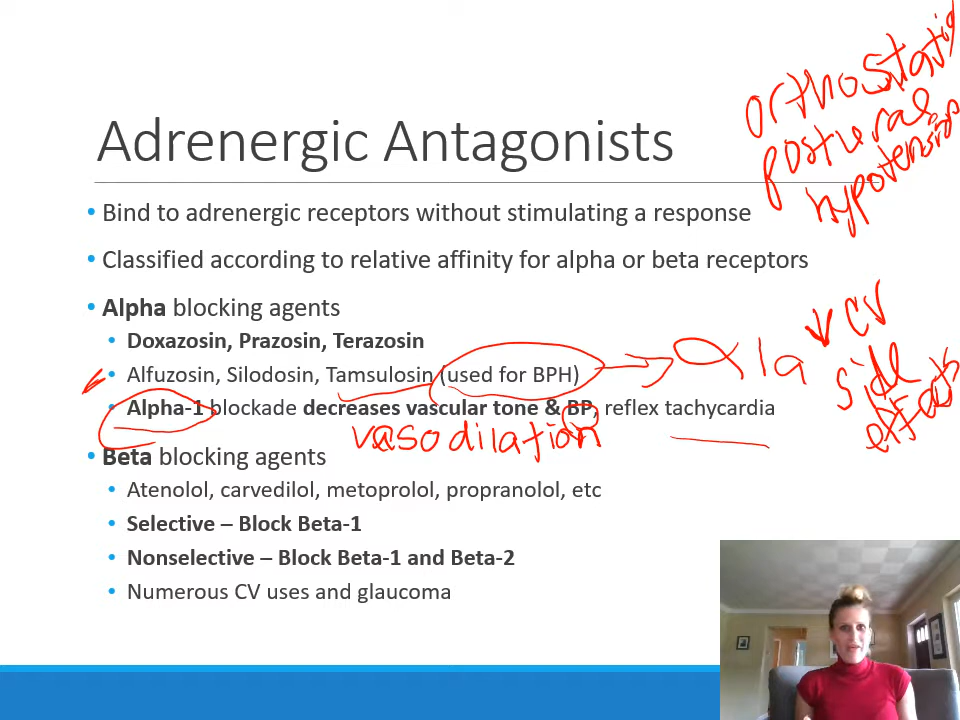 orthostatic
postural
hypotension
Adrenergic Antagonists
• Bind to adrenergic receptors without stimulating a response
• Classified according to relative affinity for alpha or beta receptors
• Alpha blocking agents
• Doxazosin, Prazosin, Terazosin
• Alfuzosin, Silodosin, Tamsulosin (used for BPH)
α1a
↓ CV
side
effects
• Alpha-1 blockade decreases vascular tone & BP, reflex tachycardia
vasodilation
• Beta blocking agents
• Atenolol, carvedilol, metoprolol, propranolol, etc
• Selective – Block Beta-1
• Nonselective – Block Beta-1 and Beta-2
• Numerous CV uses and glaucoma